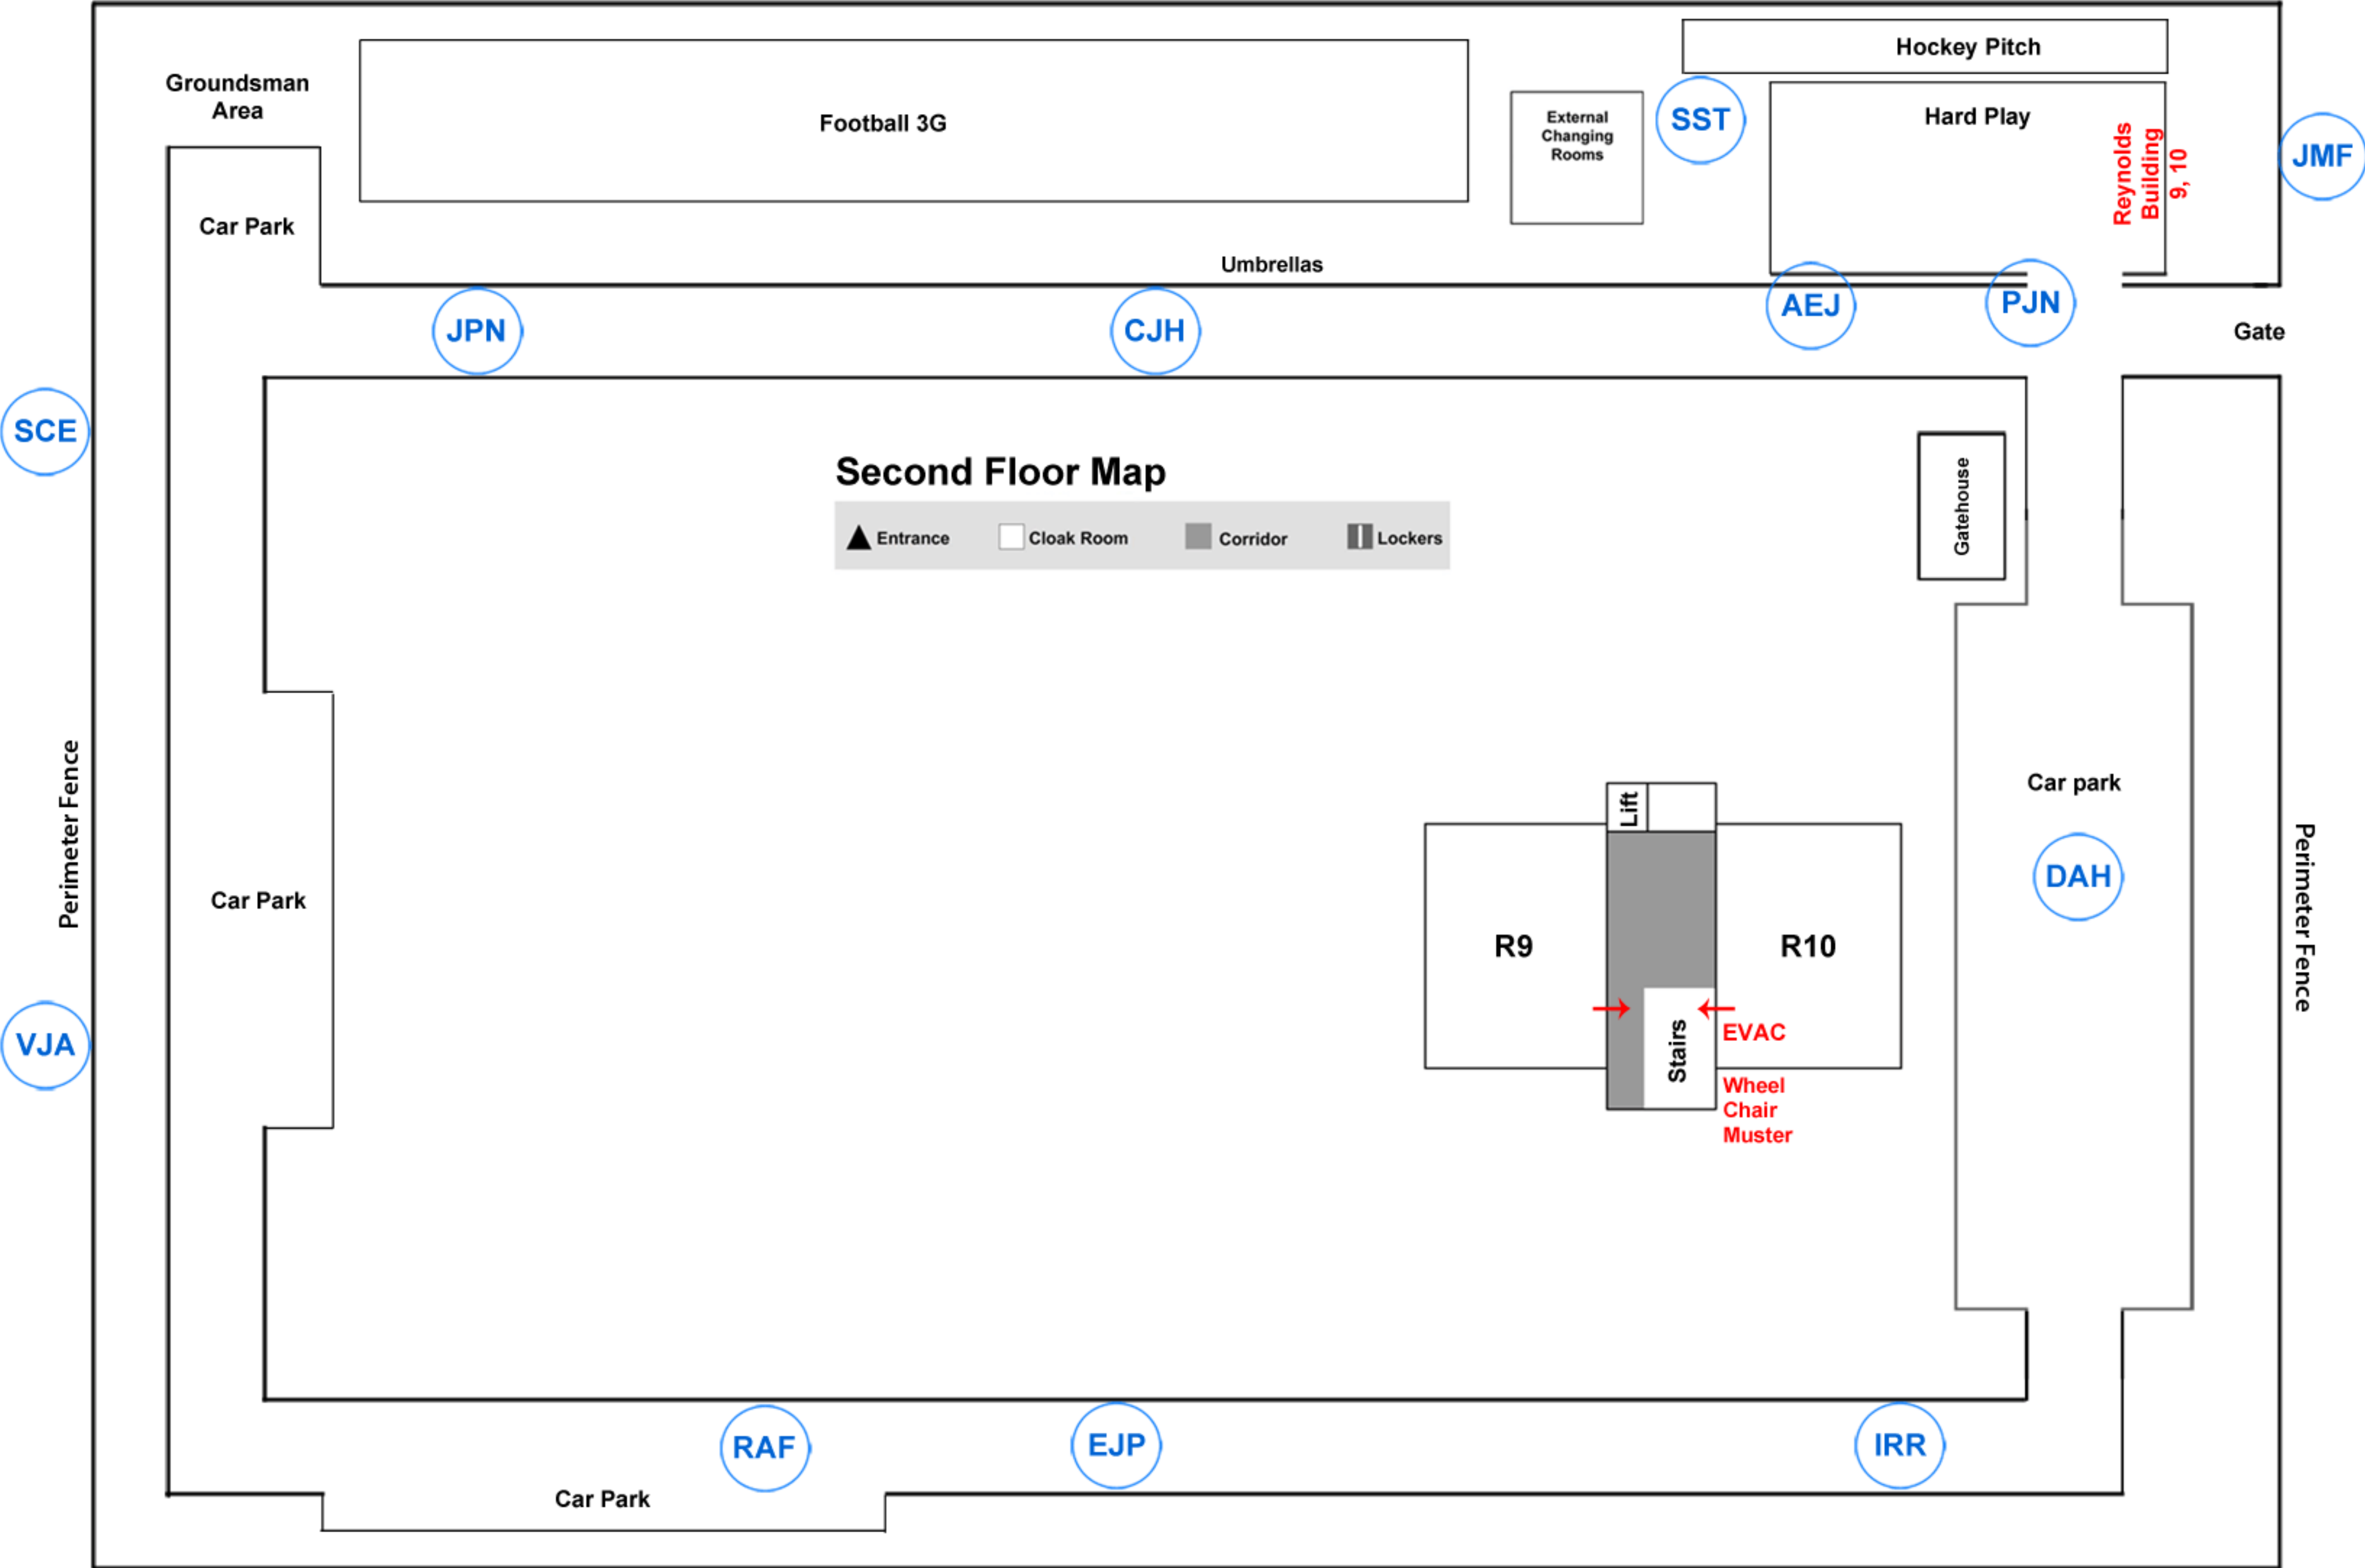 Hockey Pitch
Groundsman
Area
Football 3G
External
Changing
Rooms
SST
Hard Play
Reynolds
Building
9, 10
JMF
Car Park
Umbrellas
JPN
CJH
AEJ
PJN
Gate
SCE
Second Floor Map
Entrance
Cloak Room
Corridor
Lockers
Gatehouse
Perimeter Fence
Car Park
Lift
R9
R10
Stairs
EVAC
Wheel
Chair
Muster
Car park
DAH
Perimeter Fence
VJA
RAF
EJP
IRR
Car Park